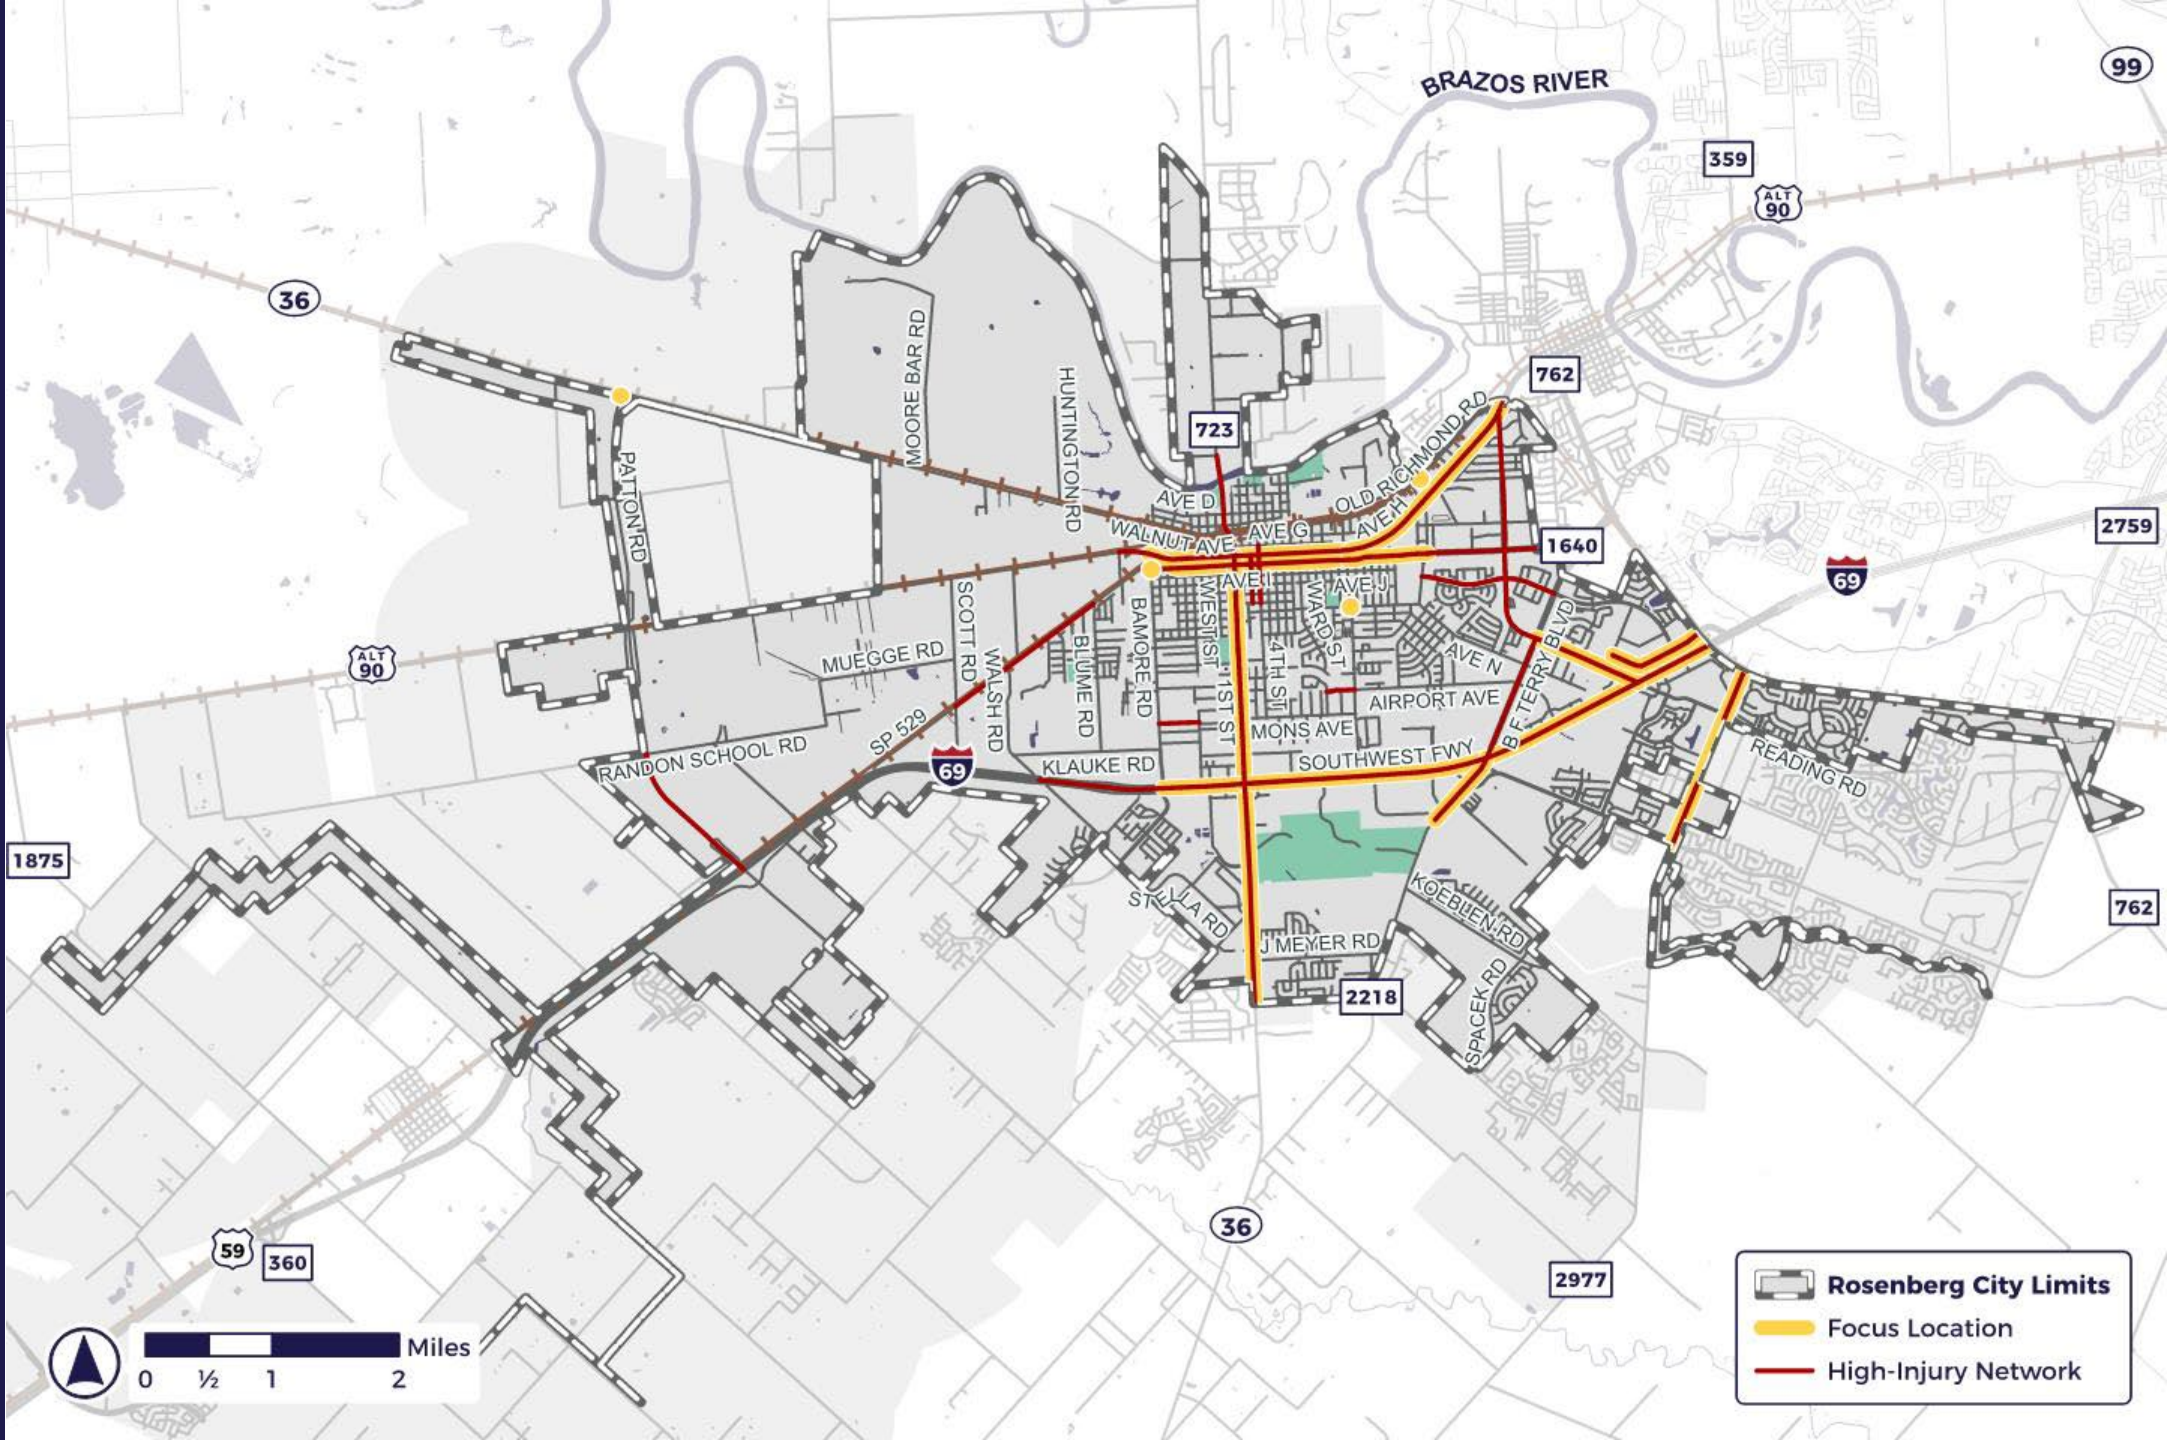 BRAZOS RIVER
99
359
ALT
90
36
MOORE BAR RD
HUNTINGTON RD
762
723
PATTON RD
AVE D
OLD RICHMOND RD
AVE H
AVE G
WALNUT AVE
2759
1640
69
AVE I
AVE J
SCOTT RD
WEST ST
WARD ST
BAMORE RD
BLUME RD
ALT
90
MUEGGE RD
WALSH RD
1ST ST
4TH ST
AVE N
B F TERRY BLVD
AIRPORT AVE
MONS AVE
SP 529
RANDON SCHOOL RD
69
KLAUKE RD
SOUTHWEST FWY
READING RD
1875
STELLA RD
KOEBLEN RD
762
J MEYER RD
2218
SPACEK RD
36
59
360
2977
Rosenberg City Limits
Focus Location
High-Injury Network
Miles
0 ½ 1 2